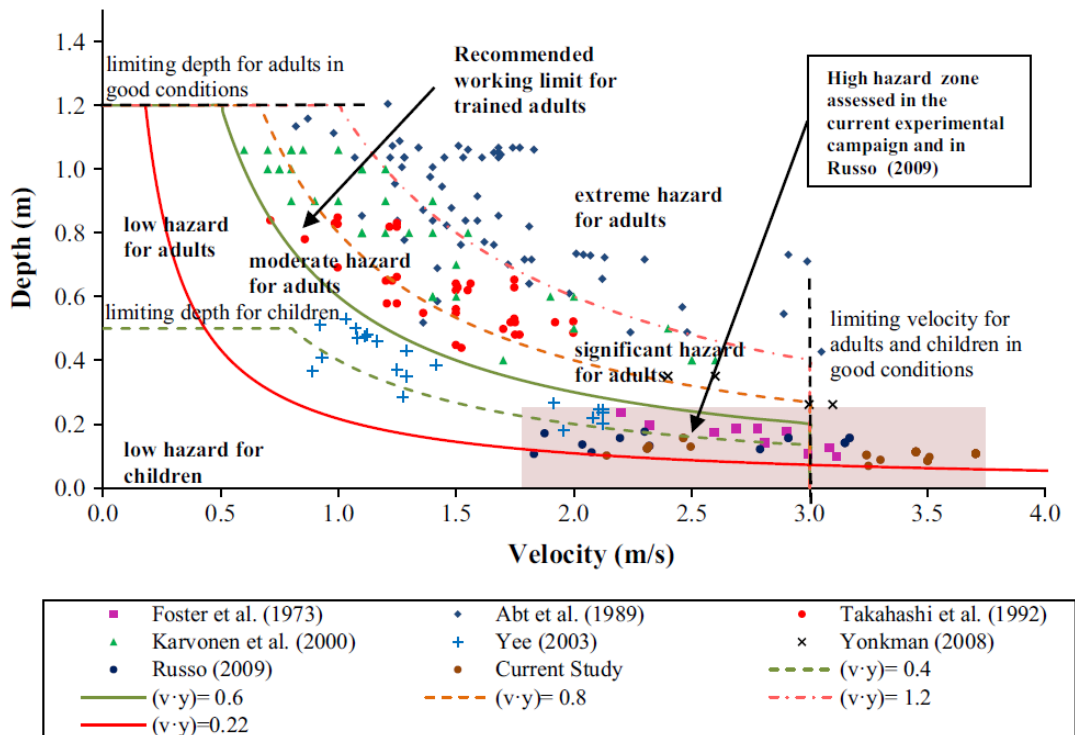 1.4
1.2
1.0
0.8
0.6
0.4
0.2
0.0
Depth (m)
0.0
0.5
1.0
1.5
2.0
2.5
3.0
3.5
4.0
Velocity (m/s)
limiting depth for adults in
good conditions
Recommended
working limit for
trained adults
High hazard zone
assessed in the
current experimental
campaign and in
Russo (2009)
low hazard
for adults
moderate hazard
for adults
extreme hazard
for adults
limiting depth for children
significant hazard
for adults
limiting velocity for
adults and children in
good conditions
low hazard for
children
Foster et al. (1973)
Abt et al. (1989)
Takahashi et al. (1992)
Karvonen et al. (2000)
Yee (2003)
Yonkman (2008)
Russo (2009)
Current Study
(v·y)= 0.4
(v·y)= 0.6
(v·y)= 0.8
(v·y)= 1.2
(v·y)=0.22